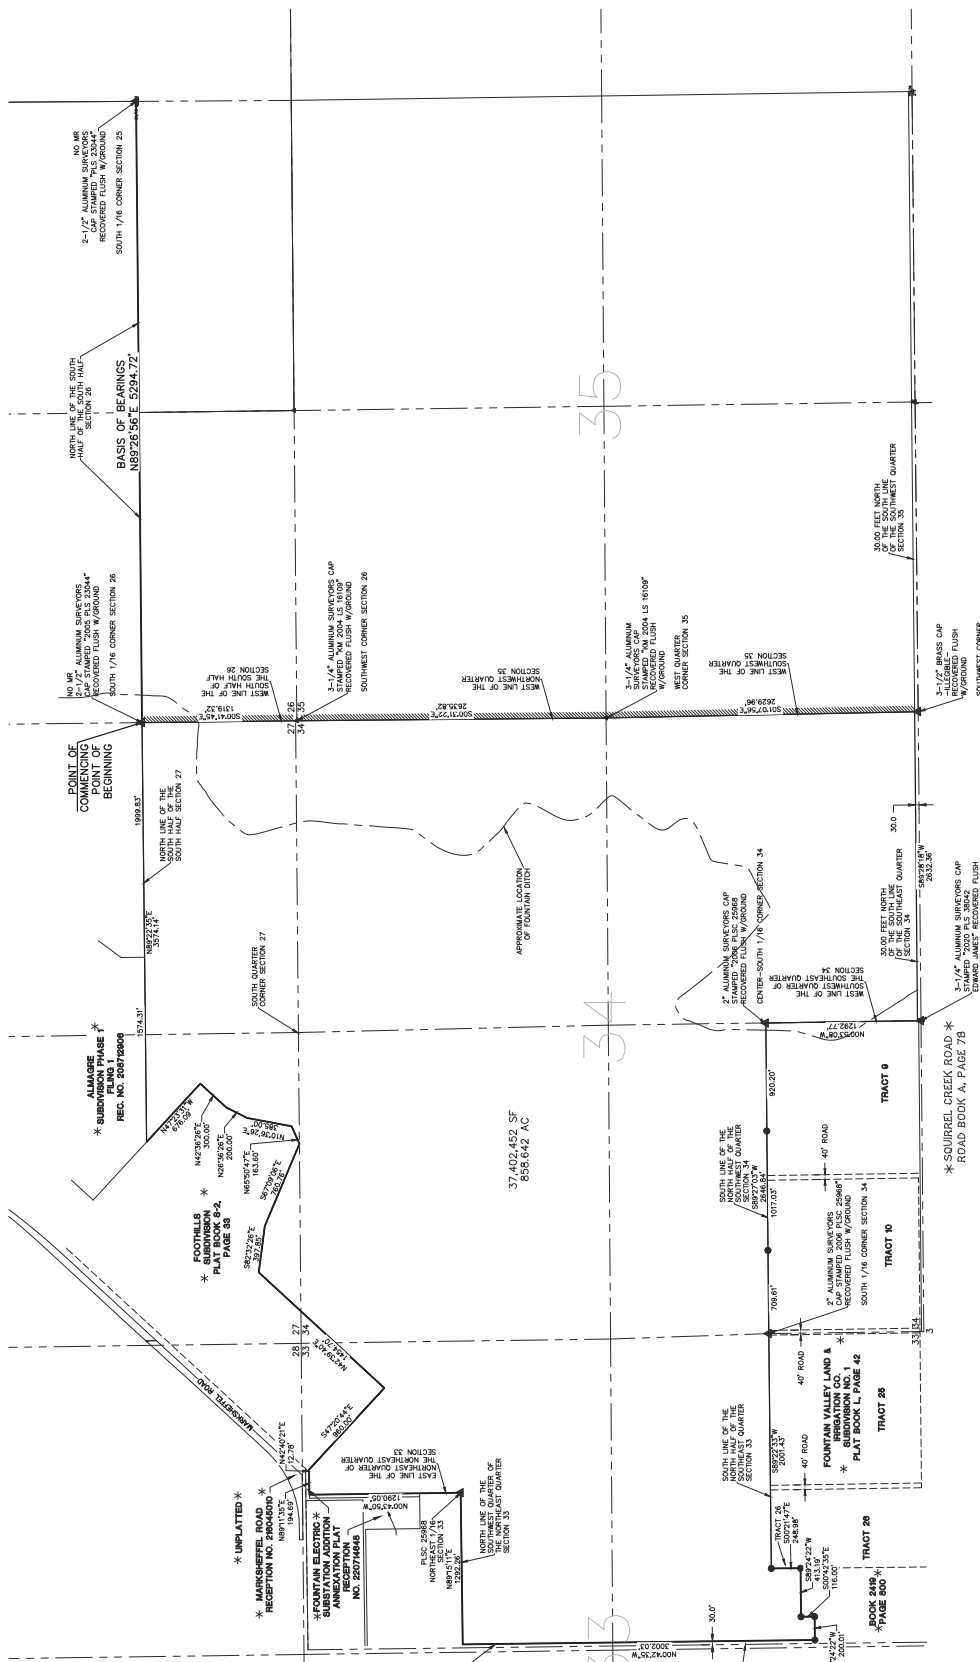 NO MR
2-1/2" ALUMINUM SURVEYORS
CAP STAMPED "PLS 23044"
RECOVERED FLUSH W/GROUND
SOUTH 1/16 CORNER SECTION 25
NORTH LINE OF THE SOUTH
HALF OF THE SOUTH HALF
SECTION 26
BASIS OF BEARINGS
N89°26'56"E 5294.72'
35
30.00 FEET NORTH
OF THE SOUTH LINE
OF THE SOUTHWEST QUARTER
SECTION 35
NO MR
2-1/2" ALUMINUM SURVEYORS
CAP STAMPED "2005 PLS 23044"
RECOVERED FLUSH W/GROUND
SOUTH 1/16 CORNER SECTION 26
WEST LINE OF THE
SOUTH HALF OF
THE SOUTH HALF
SECTION 26
S00°41'45"E
1319.32'
27 26
34 35
3-1/4" ALUMINUM SURVEYORS CAP
STAMPED "KM 2004 LS 16109"
RECOVERED FLUSH W/GROUND
SOUTHWEST CORNER SECTION 26
WEST LINE OF THE
NORTHWEST QUARTER
SECTION 35
S00°31'22"E
2635.82'
3-1/4" ALUMINUM
SURVEYORS CAP
STAMPED "KM 2004 LS 16109"
RECOVERED FLUSH
W/GROUND
WEST QUARTER
CORNER SECTION 35
WEST LINE OF THE
SOUTHWEST QUARTER
SECTION 35
S01°07'56"E
2629.96'
3-1/2" BRASS CAP
-ILLEGIBLE-
RECOVERED FLUSH
W/GROUND
SOUTHWEST CORNER
POINT OF
COMMENCING
POINT OF
BEGINNING
1999.83'
NORTH LINE OF THE
SOUTH HALF OF THE
SOUTH HALF SECTION 27
N89°22'35"E
3574.14'
1574.31'
SOUTH QUARTER
CORNER SECTION 27
APPROXIMATE LOCATION
OF FOUNTAIN DITCH
30.0
S89°28'18"W
2632.36'
30.00 FEET NORTH
OF THE SOUTH LINE
OF THE SOUTHEAST QUARTER
SECTION 34
3-1/4" ALUMINUM SURVEYORS CAP
STAMPED "2020 PLS 38042
EDWARD JAMES" RECOVERED FLUSH
2" ALUMINUM SURVEYORS CAP
STAMPED "2006 PLSC 25968"
RECOVERED FLUSH W/GROUND
CENTER-SOUTH 1/16 CORNER SECTION 34
WEST LINE OF THE
SOUTHWEST QUARTER OF
THE SOUTHEAST QUARTER
SECTION 34
N00°53'08"W
1292.77'
34
37,402,452 SF
858.642 AC
ALMAGRE
* SUBDIVISION PHASE 1 *
FILING 1
REC. NO. 206712906
N47°23'31"W
676.09'
N42°36'26"E
300.00'
N26°36'26"E
200.00'
N10°36'26"E
385.00'
N65°50'47"E
163.60'
S67°09'06"E
760.76'
S82°32'26"E
397.85'
FOOTHILLS
* SUBDIVISION *
PLAT BOOK S-2,
PAGE 33
920.20'
SOUTH LINE OF THE
NORTH HALF OF THE
SOUTHWEST QUARTER
SECTION 34
S89°27'03"W
2646.84'
1017.03'
709.61'
TRACT 9
40' ROAD
TRACT 10
* SQUIRREL CREEK ROAD *
ROAD BOOK A, PAGE 78
2" ALUMINUM SURVEYORS
CAP STAMPED 2006 PLSC 25968"
RECOVERED FLUSH W/GROUND
SOUTH 1/16 CORNER SECTION 34
28 27
33 34
N42°39'40"E
1454.70'
S47°20'44"E
960.00'
MARKSHEFFEL ROAD
33 34
3
40' ROAD
FOUNTAIN VALLEY LAND &
IRRIGATION CO.
* SUBDIVISION NO. 1 *
PLAT BOOK L, PAGE 42
TRACT 25
SOUTH LINE OF THE
NORTH HALF OF THE
SOUTHEAST QUARTER
SECTION 33
S89°22'33"W
2001.43'
40' ROAD
* UNPLATTED *
* MARKSHEFFEL ROAD *
RECEPTION NO. 218045010
N42°40'21"E
12.78'
N89°11'35"E
194.69'
*FOUNTAIN ELECTRIC*
SUBSTATION ADDITION
ANNEXATION PLAT
RECEPTION
NO. 220714648
EAST LINE OF THE
NORTHWEST QUARTER OF
THE NORTHEAST QUARTER
SECTION 33
N00°43'50"W
1290.05'
PLSC 25968
NORTHEAST 1/16
SECTION 33
N89°15'11"E
1292.26'
NORTH LINE OF THE
SOUTHWEST QUARTER OF
THE NORTHEAST QUARTER
SECTION 33
33
30.0'
3002.03'
N00°42'35"W
TRACT 26
S00°21'47"E
248.98'
S89°24'22"W
413.19'
S00°42'35"E
116.00'
24'22"W
200.01'
TRACT 26
BOOK 2419
* PAGE 800 *